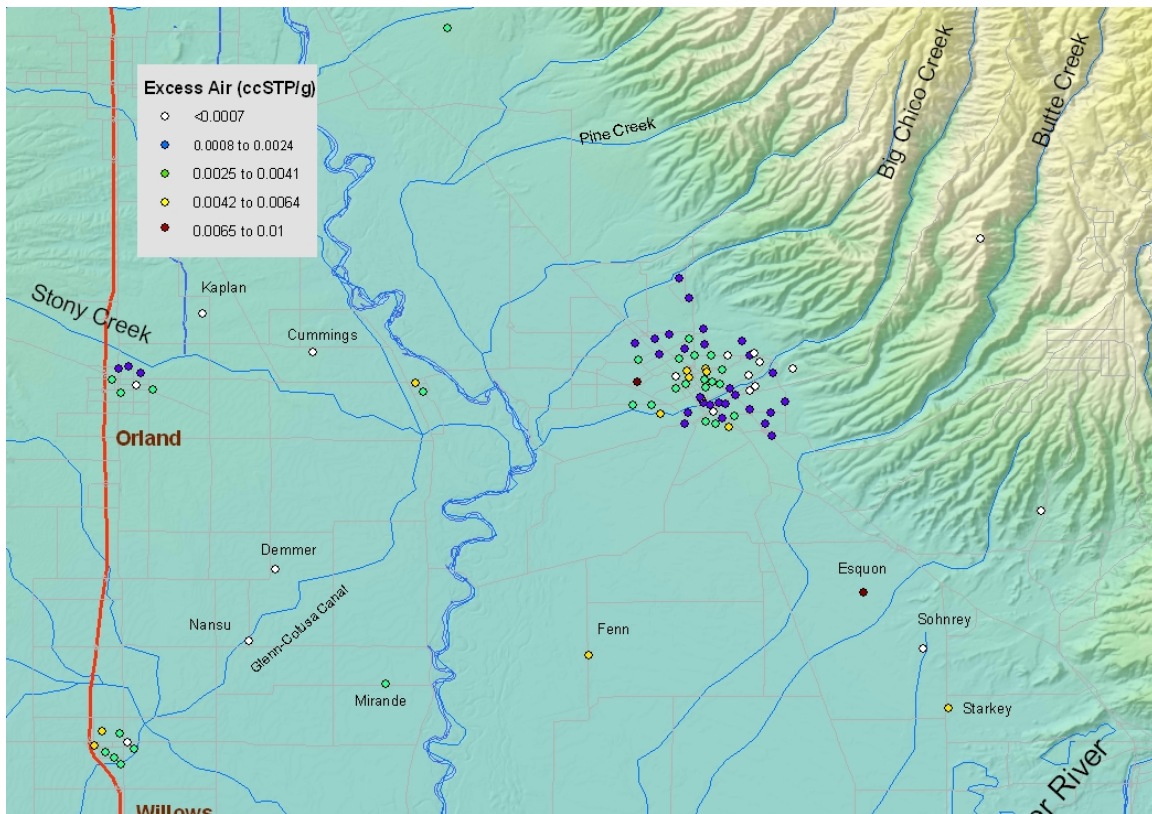 Excess Air (ccSTP/g)
<0.0007
0.0008 to 0.0024
0.0025 to 0.0041
0.0042 to 0.0064
0.0065 to 0.01
Pine Creek
Big Chico Creek
Butte Creek
Kaplan
Stony Creek
Cummings
Orland
Demmer
Esquon
Nansu
Glenn-Colusa Canal
Fenn
Sohnrey
Mirande
Starkey
er River
Willows